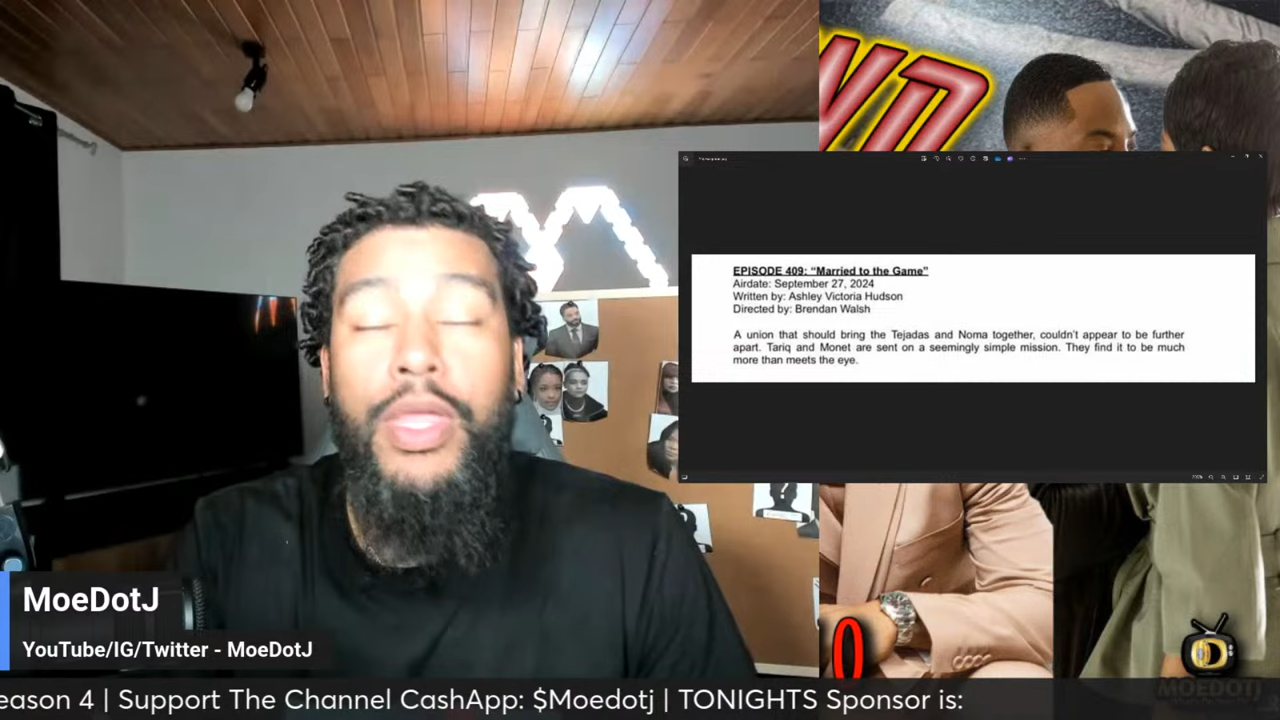 EPISODE 409: “Married to the Game”
Airdate: September 27, 2024
Written by: Ashley Victoria Hudson
Directed by: Brendan Walsh
A union that should bring the Tejadas and Noma together, couldn’t appear to be further
apart. Tariq and Monet are sent on a seemingly simple mission. They find it to be much
more than meets the eye.
MoeDotJ
YouTube/IG/Twitter - MoeDotJ
0
MOEDOTJ
eason 4 | Support The Channel CashApp: $Moedotj | TONIGHTS Sponsor is: